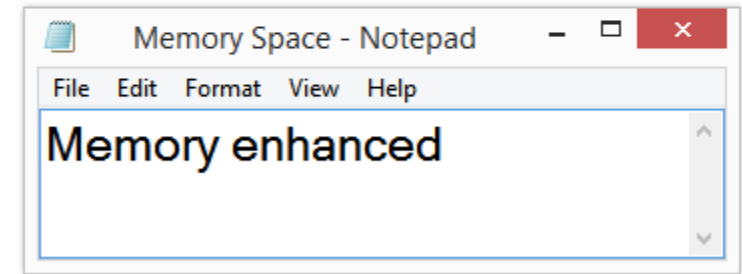 Memory Space - Notepad
File Edit Format View Help
Memory enhanced